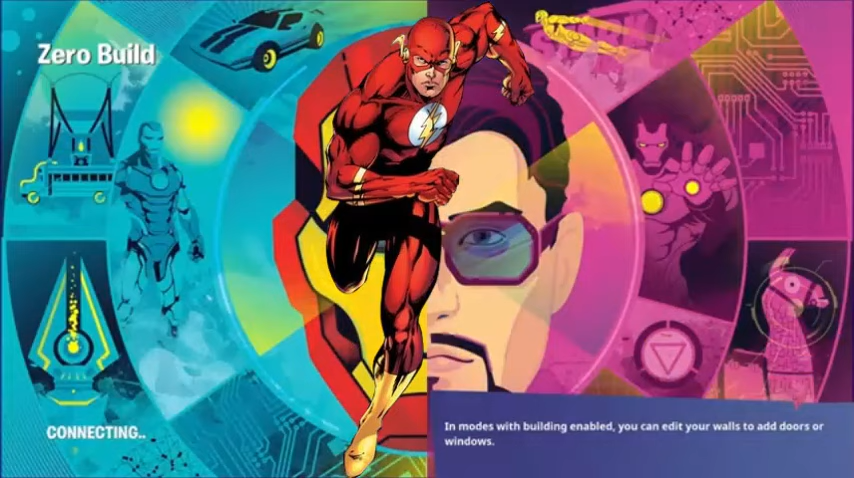 Zero Build
CONNECTING..
In modes with building enabled, you can edit your walls to add doors or
windows.